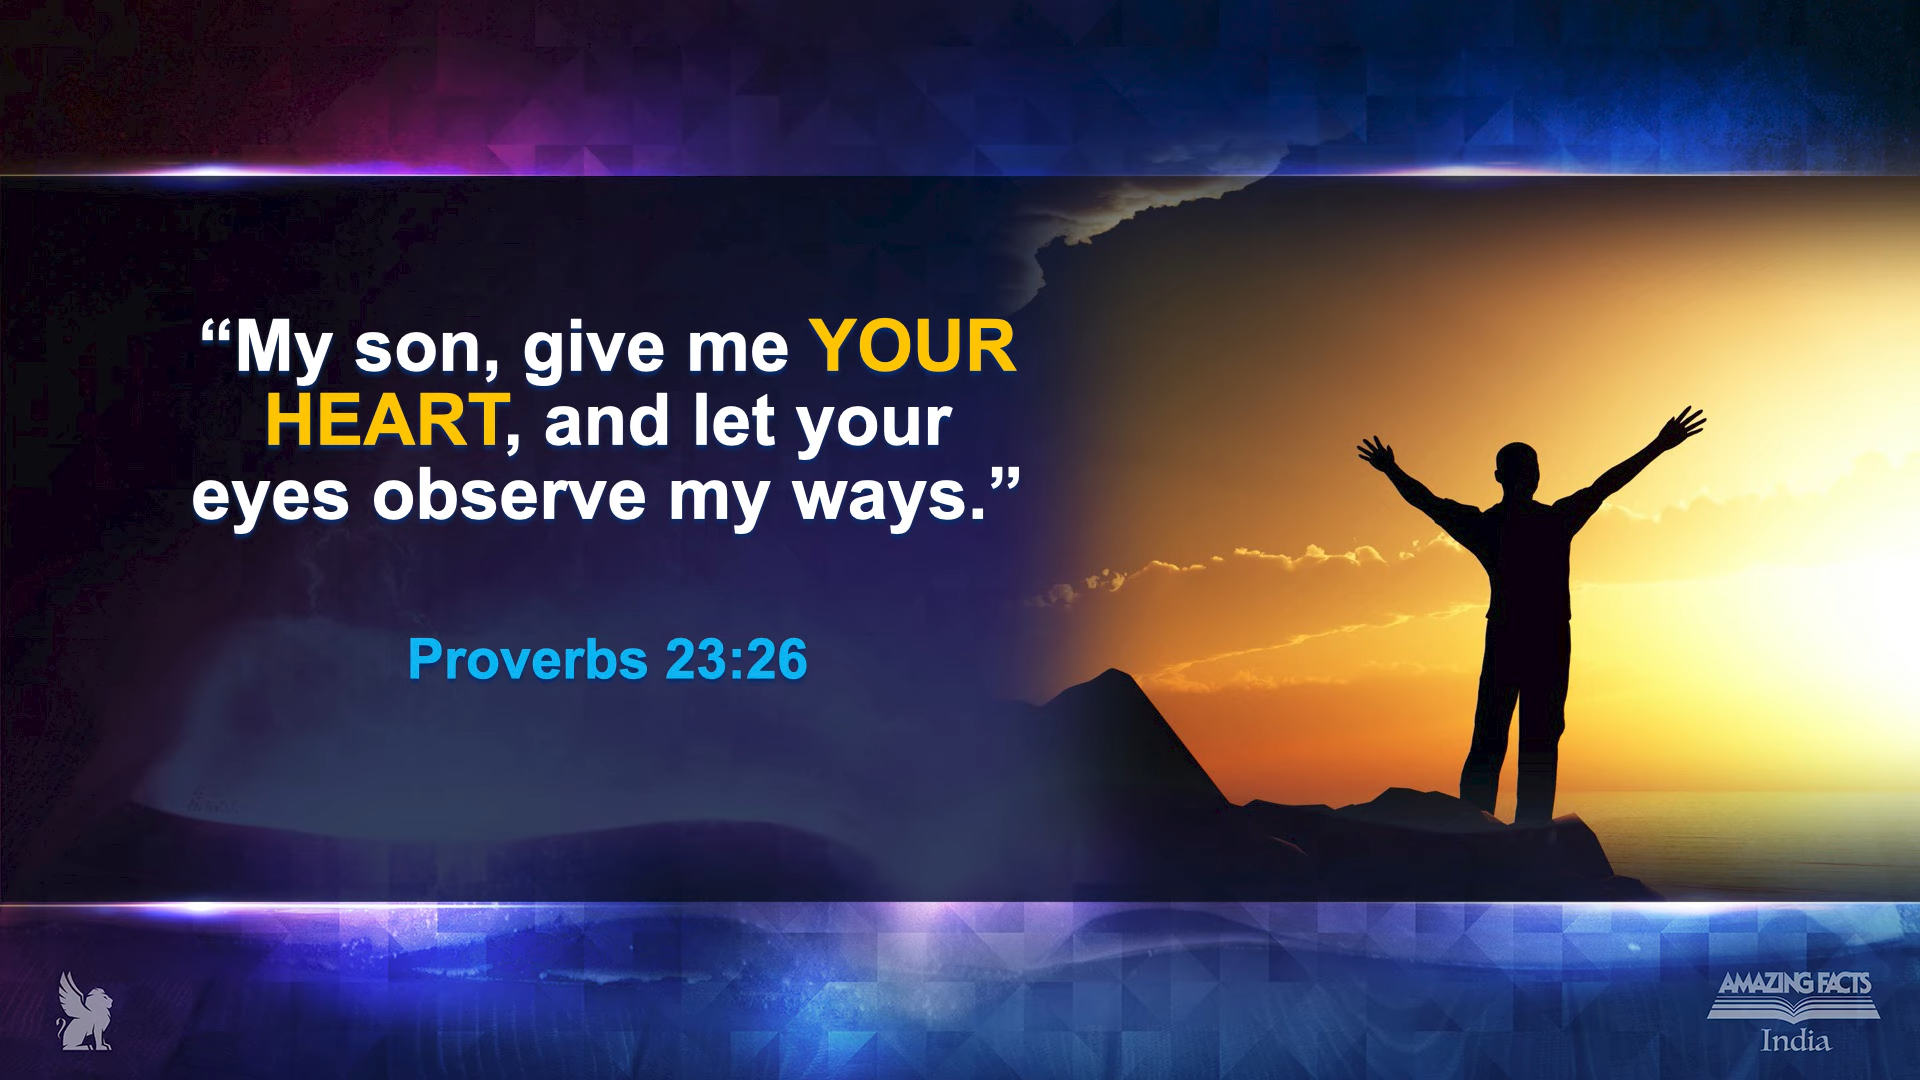 “My son, give me YOUR
HEART, and let your
eyes observe my ways.”
Proverbs 23:26
AMAZING FACTS
India